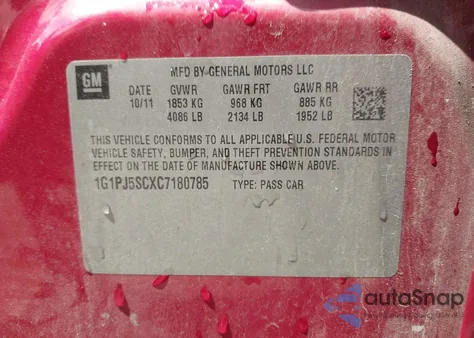 GM
MFD BY GENERAL MOTORS LLC
DATE GVWR GAWR FRT GAWR RR
10/11 1853 KG 968 KG 885 KG
4086 LB 2134 LB 1952 LB
THIS VEHICLE CONFORMS TO ALL APPLICABLE U.S. FEDERAL MOTOR
VEHICLE SAFETY, BUMPER, AND THEFT PREVENTION STANDARDS IN
EFFECT ON THE DATE OF MANUFACTURE SHOWN ABOVE.
1G1PJ5SCXC7180785 TYPE: PASS CAR
autoSnap